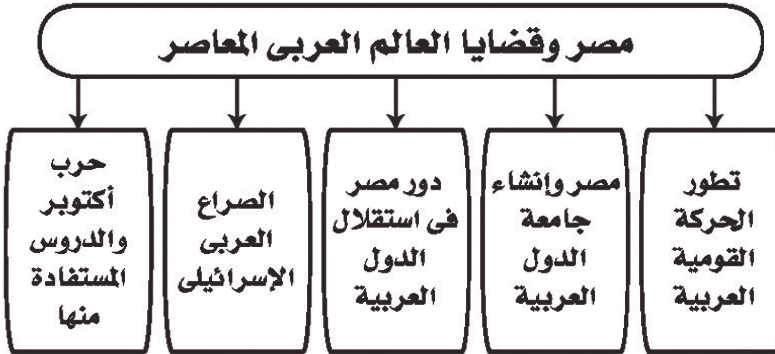 مصر وقضايا العالم العربى المعاصر
تطور
الحركة
القومية
العربية
مصر وإنشاء
جامعة
الدول
العربية
دور مصر
فى استقلال
الدول
العربية
الصراع
العربى
الإسرائيلى
حرب
أكتوبر
والدروس
المستفادة
منها